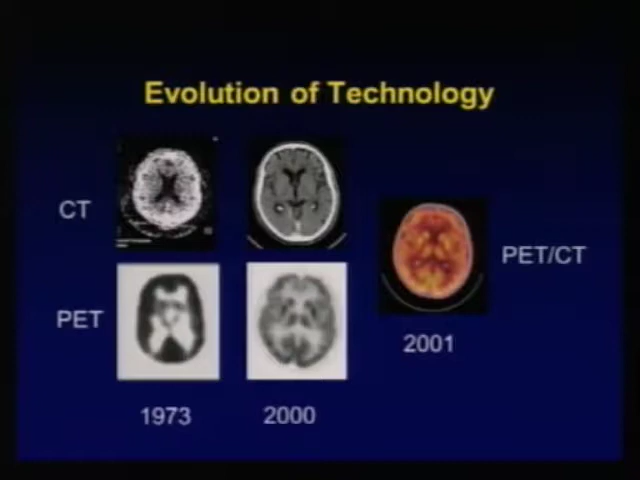 Evolution of Technology
CT
PET/CT
PET
2001
1973
2000